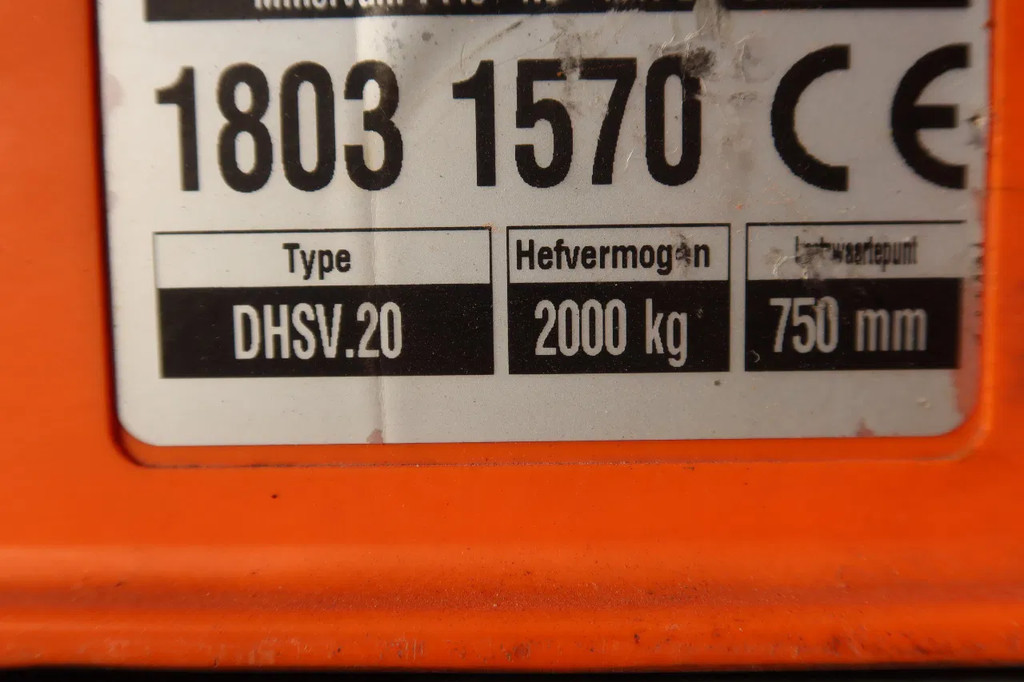 1803 1570 CE
Type Hefvermogen
DHSV.20 2000 kg 750 mm